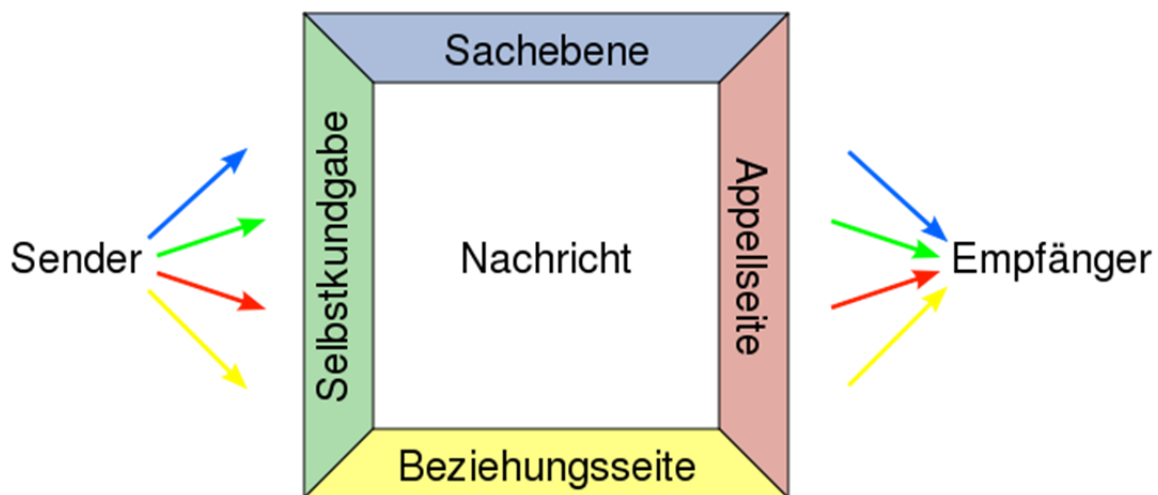 Sachebene
Sender
Selbstkundgabe
Nachricht
Appellseite
Empfänger
Beziehungsseite